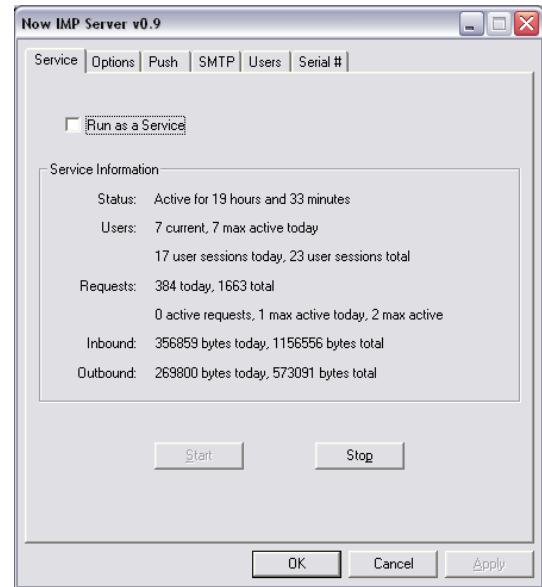 Now IMP Server v0.9
Service Options Push SMTP Users Serial #
Run as a Service
Service Information
Status: Active for 19 hours and 33 minutes
Users: 7 current, 7 max active today
17 user sessions today, 23 user sessions total
Requests: 384 today, 1663 total
0 active requests, 1 max active today, 2 max active
Inbound: 356859 bytes today, 1156556 bytes total
Outbound: 269800 bytes today, 573091 bytes total
Start Stop
OK Cancel Apply